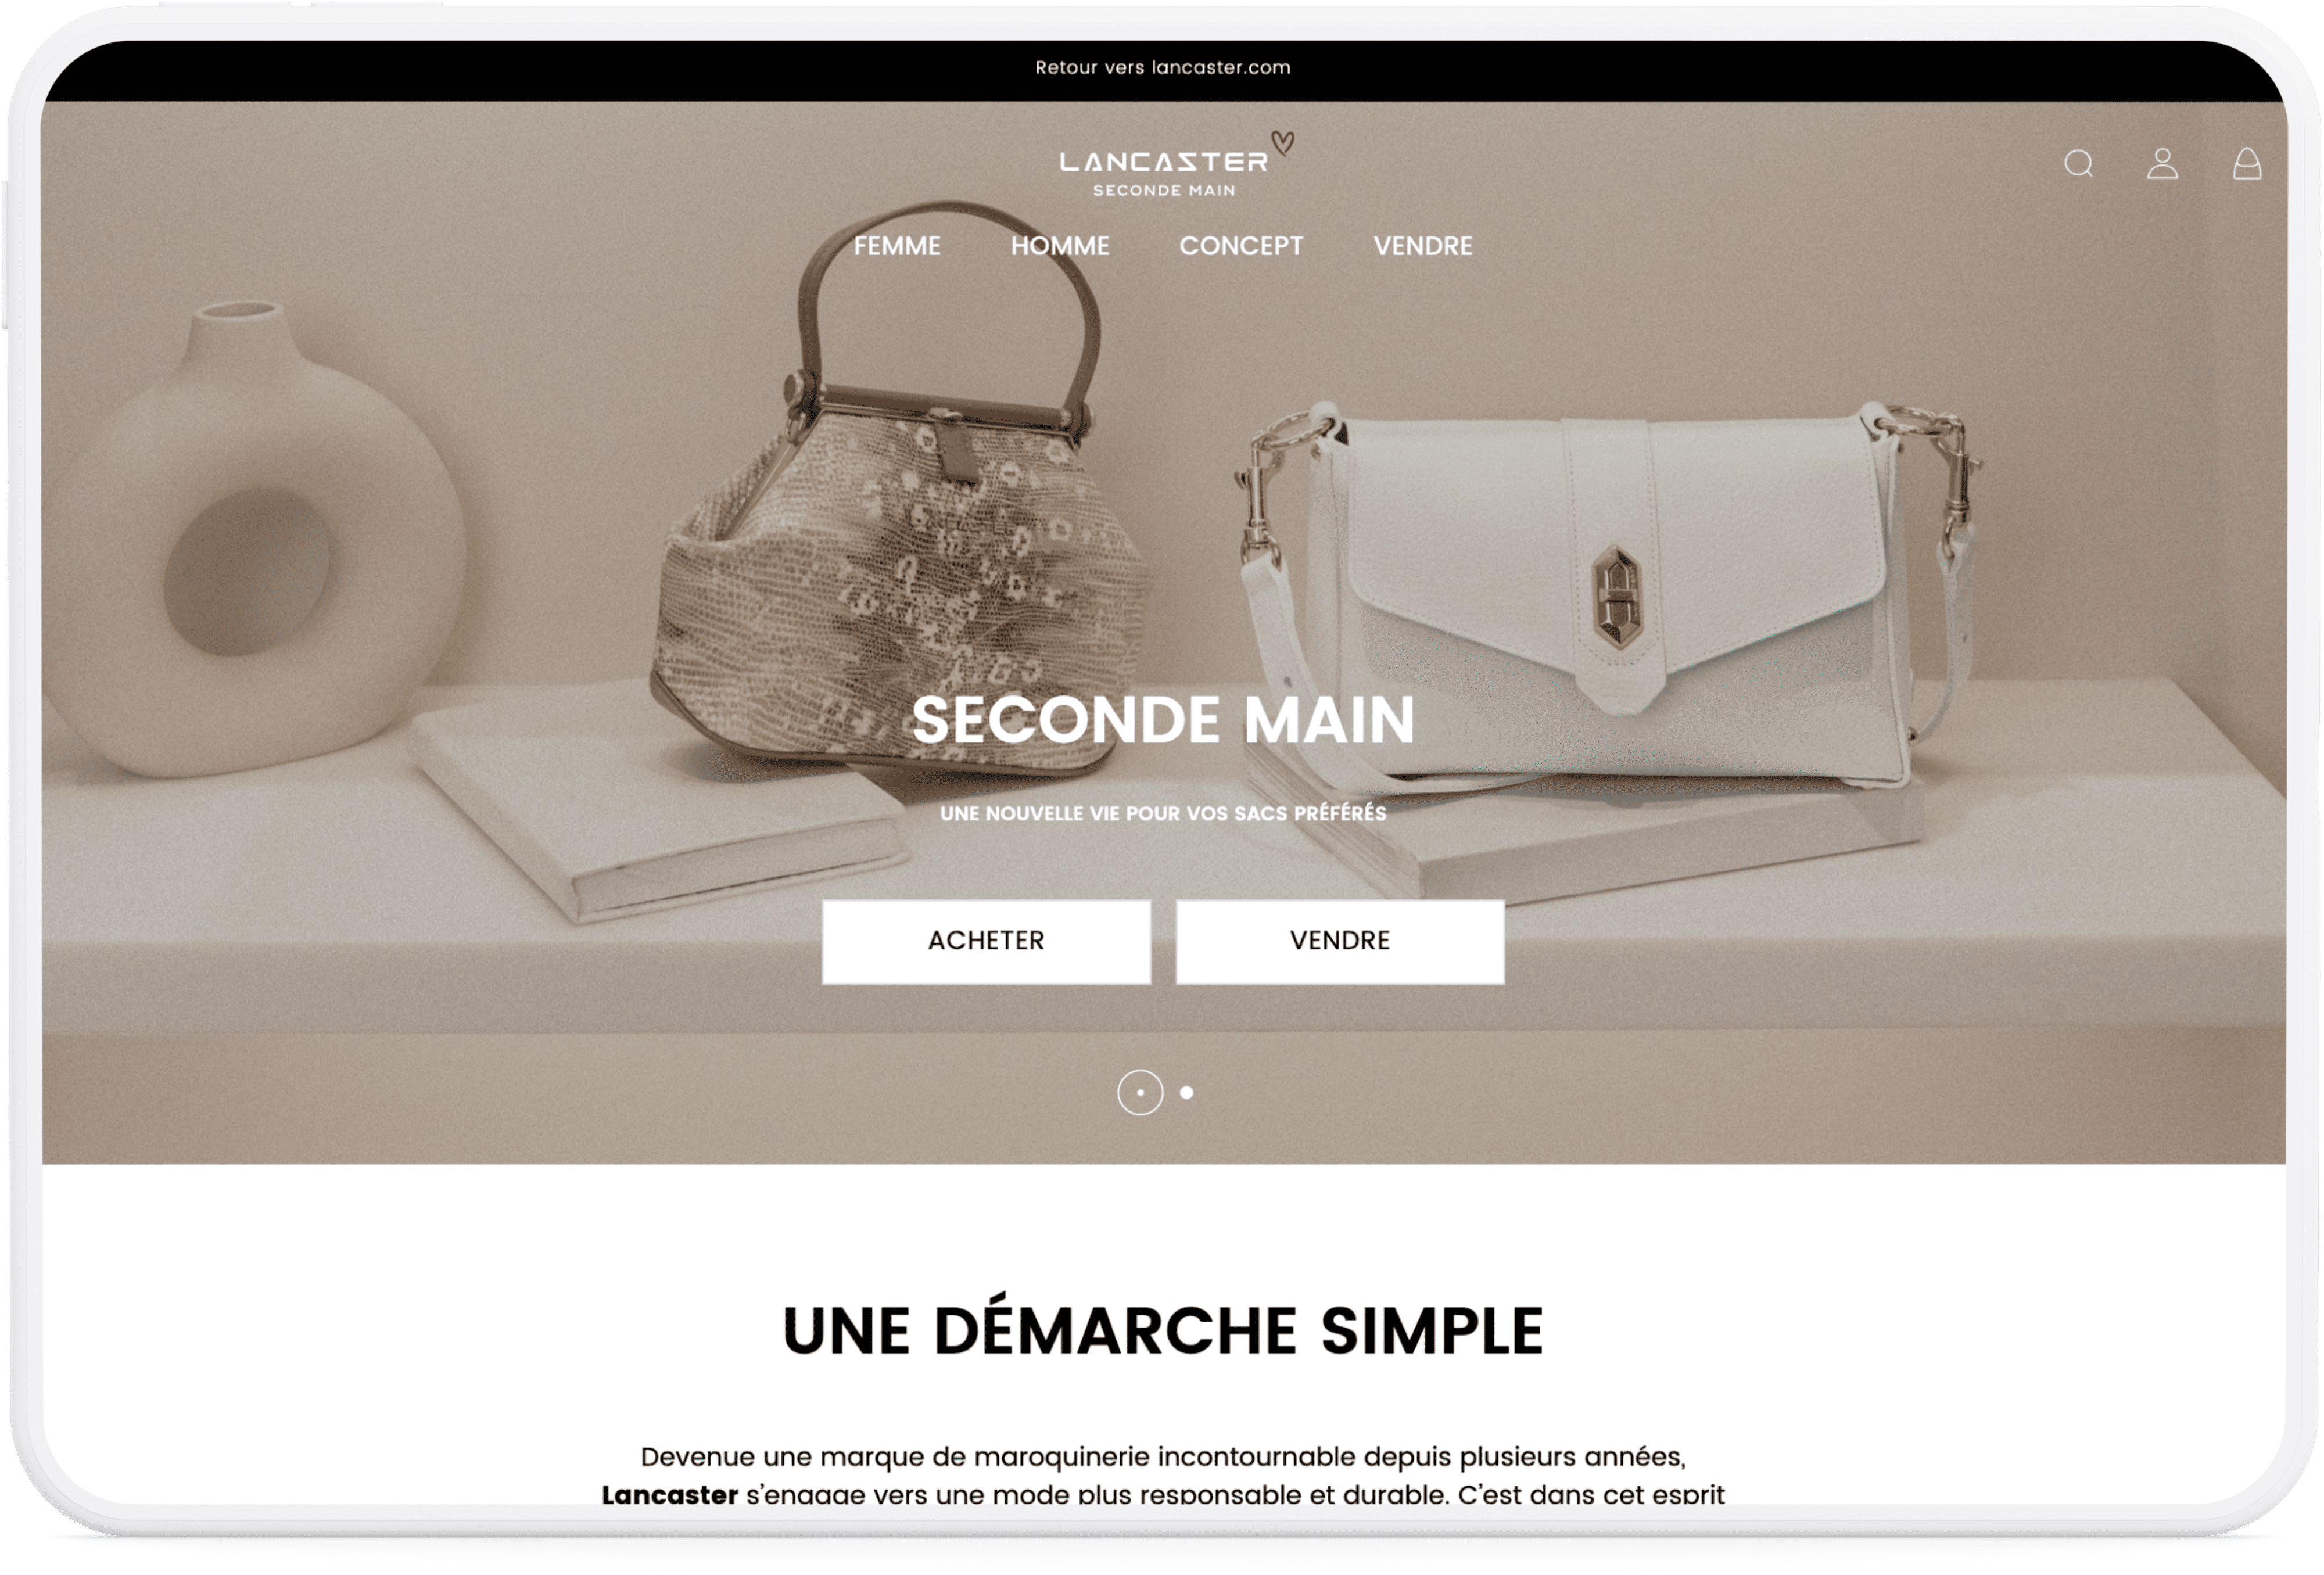 Retour vers lancaster.com
LANCASTER
SECONDE MAIN
FEMME HOMME CONCEPT VENDRE
SECONDE MAIN
UNE NOUVELLE VIE POUR VOS SACS PRÉFÉRÉS
ACHETER VENDRE
UNE DÉMARCHE SIMPLE
Devenue une marque de maroquinerie incontournable depuis plusieurs années,
Lancaster s’engage vers une mode plus responsable et durable. C’est dans cet esprit